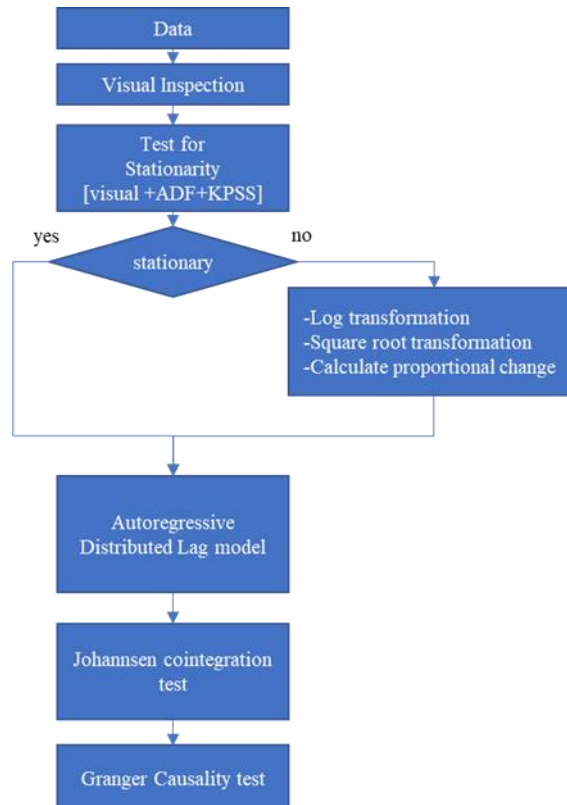 Data
Visual Inspection
Test for
Stationarity
[visual +ADF+KPSS]
yes
no
stationary
-Log transformation
-Square root transformation
-Calculate proportional change
Autoregressive
Distributed Lag model
Johannsen cointegration
test
Granger Causality test